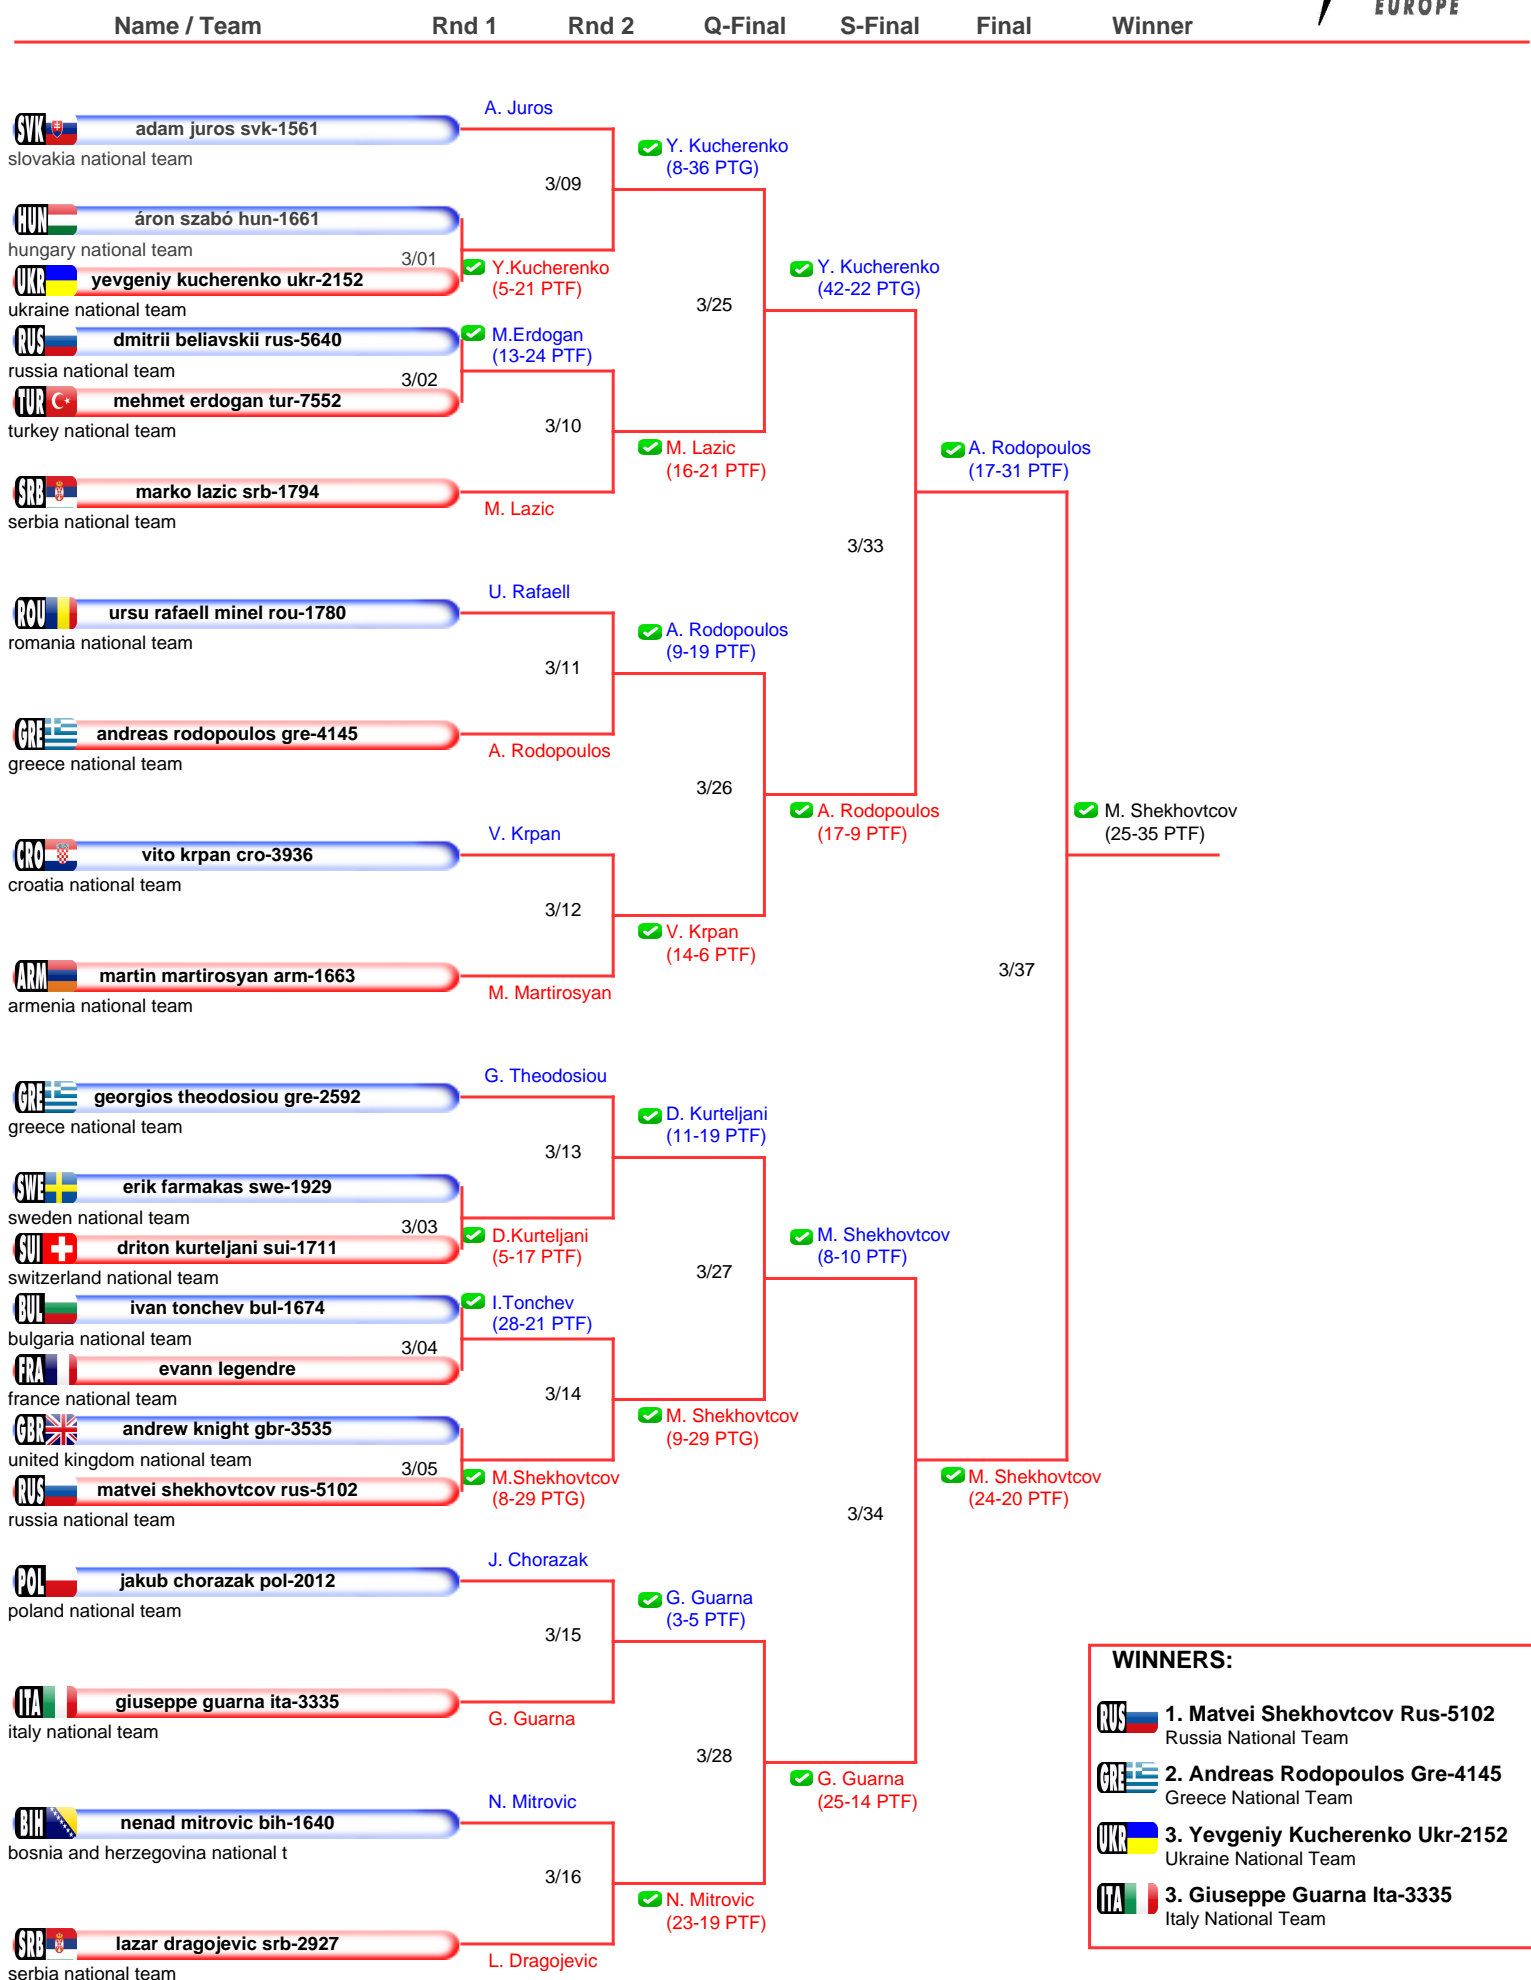 EUROPE
Name / Team Rnd 1 Rnd 2 Q-Final S-Final Final Winner
A. Juros
SVK adam juros svk-1561
slovakia national team
Y. Kucherenko
(8-36 PTG)
3/09
HUN áron szabó hun-1661
hungary national team
3/01
Y.Kucherenko
(5-21 PTF)
UKR yevgeniy kucherenko ukr-2152
ukraine national team
Y. Kucherenko
(42-22 PTG)
3/25
RUS dmitrii beliavskii rus-5640
russia national team
M.Erdogan
(13-24 PTF)
3/02
TUR mehmet erdogan tur-7552
turkey national team
3/10
M. Lazic
(16-21 PTF)
A. Rodopoulos
(17-31 PTF)
SRB marko lazic srb-1794
serbia national team
M. Lazic
3/33
U. Rafaell
ROU ursu rafaell minel rou-1780
romania national team
A. Rodopoulos
(9-19 PTF)
3/11
GRE andreas rodopoulos gre-4145
greece national team
A. Rodopoulos
3/26
A. Rodopoulos
(17-9 PTF)
M. Shekhovtcov
(25-35 PTF)
V. Krpan
CRO vito krpan cro-3936
croatia national team
3/12
V. Krpan
(14-6 PTF)
ARM martin martirosyan arm-1663
armenia national team
M. Martirosyan
3/37
G. Theodosiou
GRE georgios theodosiou gre-2592
greece national team
D. Kurteljani
(11-19 PTF)
3/13
SWE erik farmakas swe-1929
sweden national team
3/03
D.Kurteljani
(5-17 PTF)
SUI driton kurteljani sui-1711
switzerland national team
M. Shekhovtcov
(8-10 PTF)
3/27
BUL ivan tonchev bul-1674
bulgaria national team
I.Tonchev
(28-21 PTF)
3/04
FRA evann legendre
france national team
3/14
M. Shekhovtcov
(9-29 PTG)
GBR andrew knight gbr-3535
united kingdom national team
3/05
M.Shekhovtcov
(8-29 PTG)
RUS matvei shekhovtcov rus-5102
russia national team
M. Shekhovtcov
(24-20 PTF)
3/34
J. Chorazak
POL jakub chorazak pol-2012
poland national team
G. Guarna
(3-5 PTF)
3/15
ITA giuseppe guarna ita-3335
italy national team
G. Guarna
3/28
G. Guarna
(25-14 PTF)
N. Mitrovic
BIH nenad mitrovic bih-1640
bosnia and herzegovina national t
3/16
N. Mitrovic
(23-19 PTF)
SRB lazar dragojevic srb-2927
serbia national team
L. Dragojevic
WINNERS:
RUS 1. Matvei Shekhovtcov Rus-5102
Russia National Team
GRE 2. Andreas Rodopoulos Gre-4145
Greece National Team
UKR 3. Yevgeniy Kucherenko Ukr-2152
Ukraine National Team
ITA 3. Giuseppe Guarna Ita-3335
Italy National Team